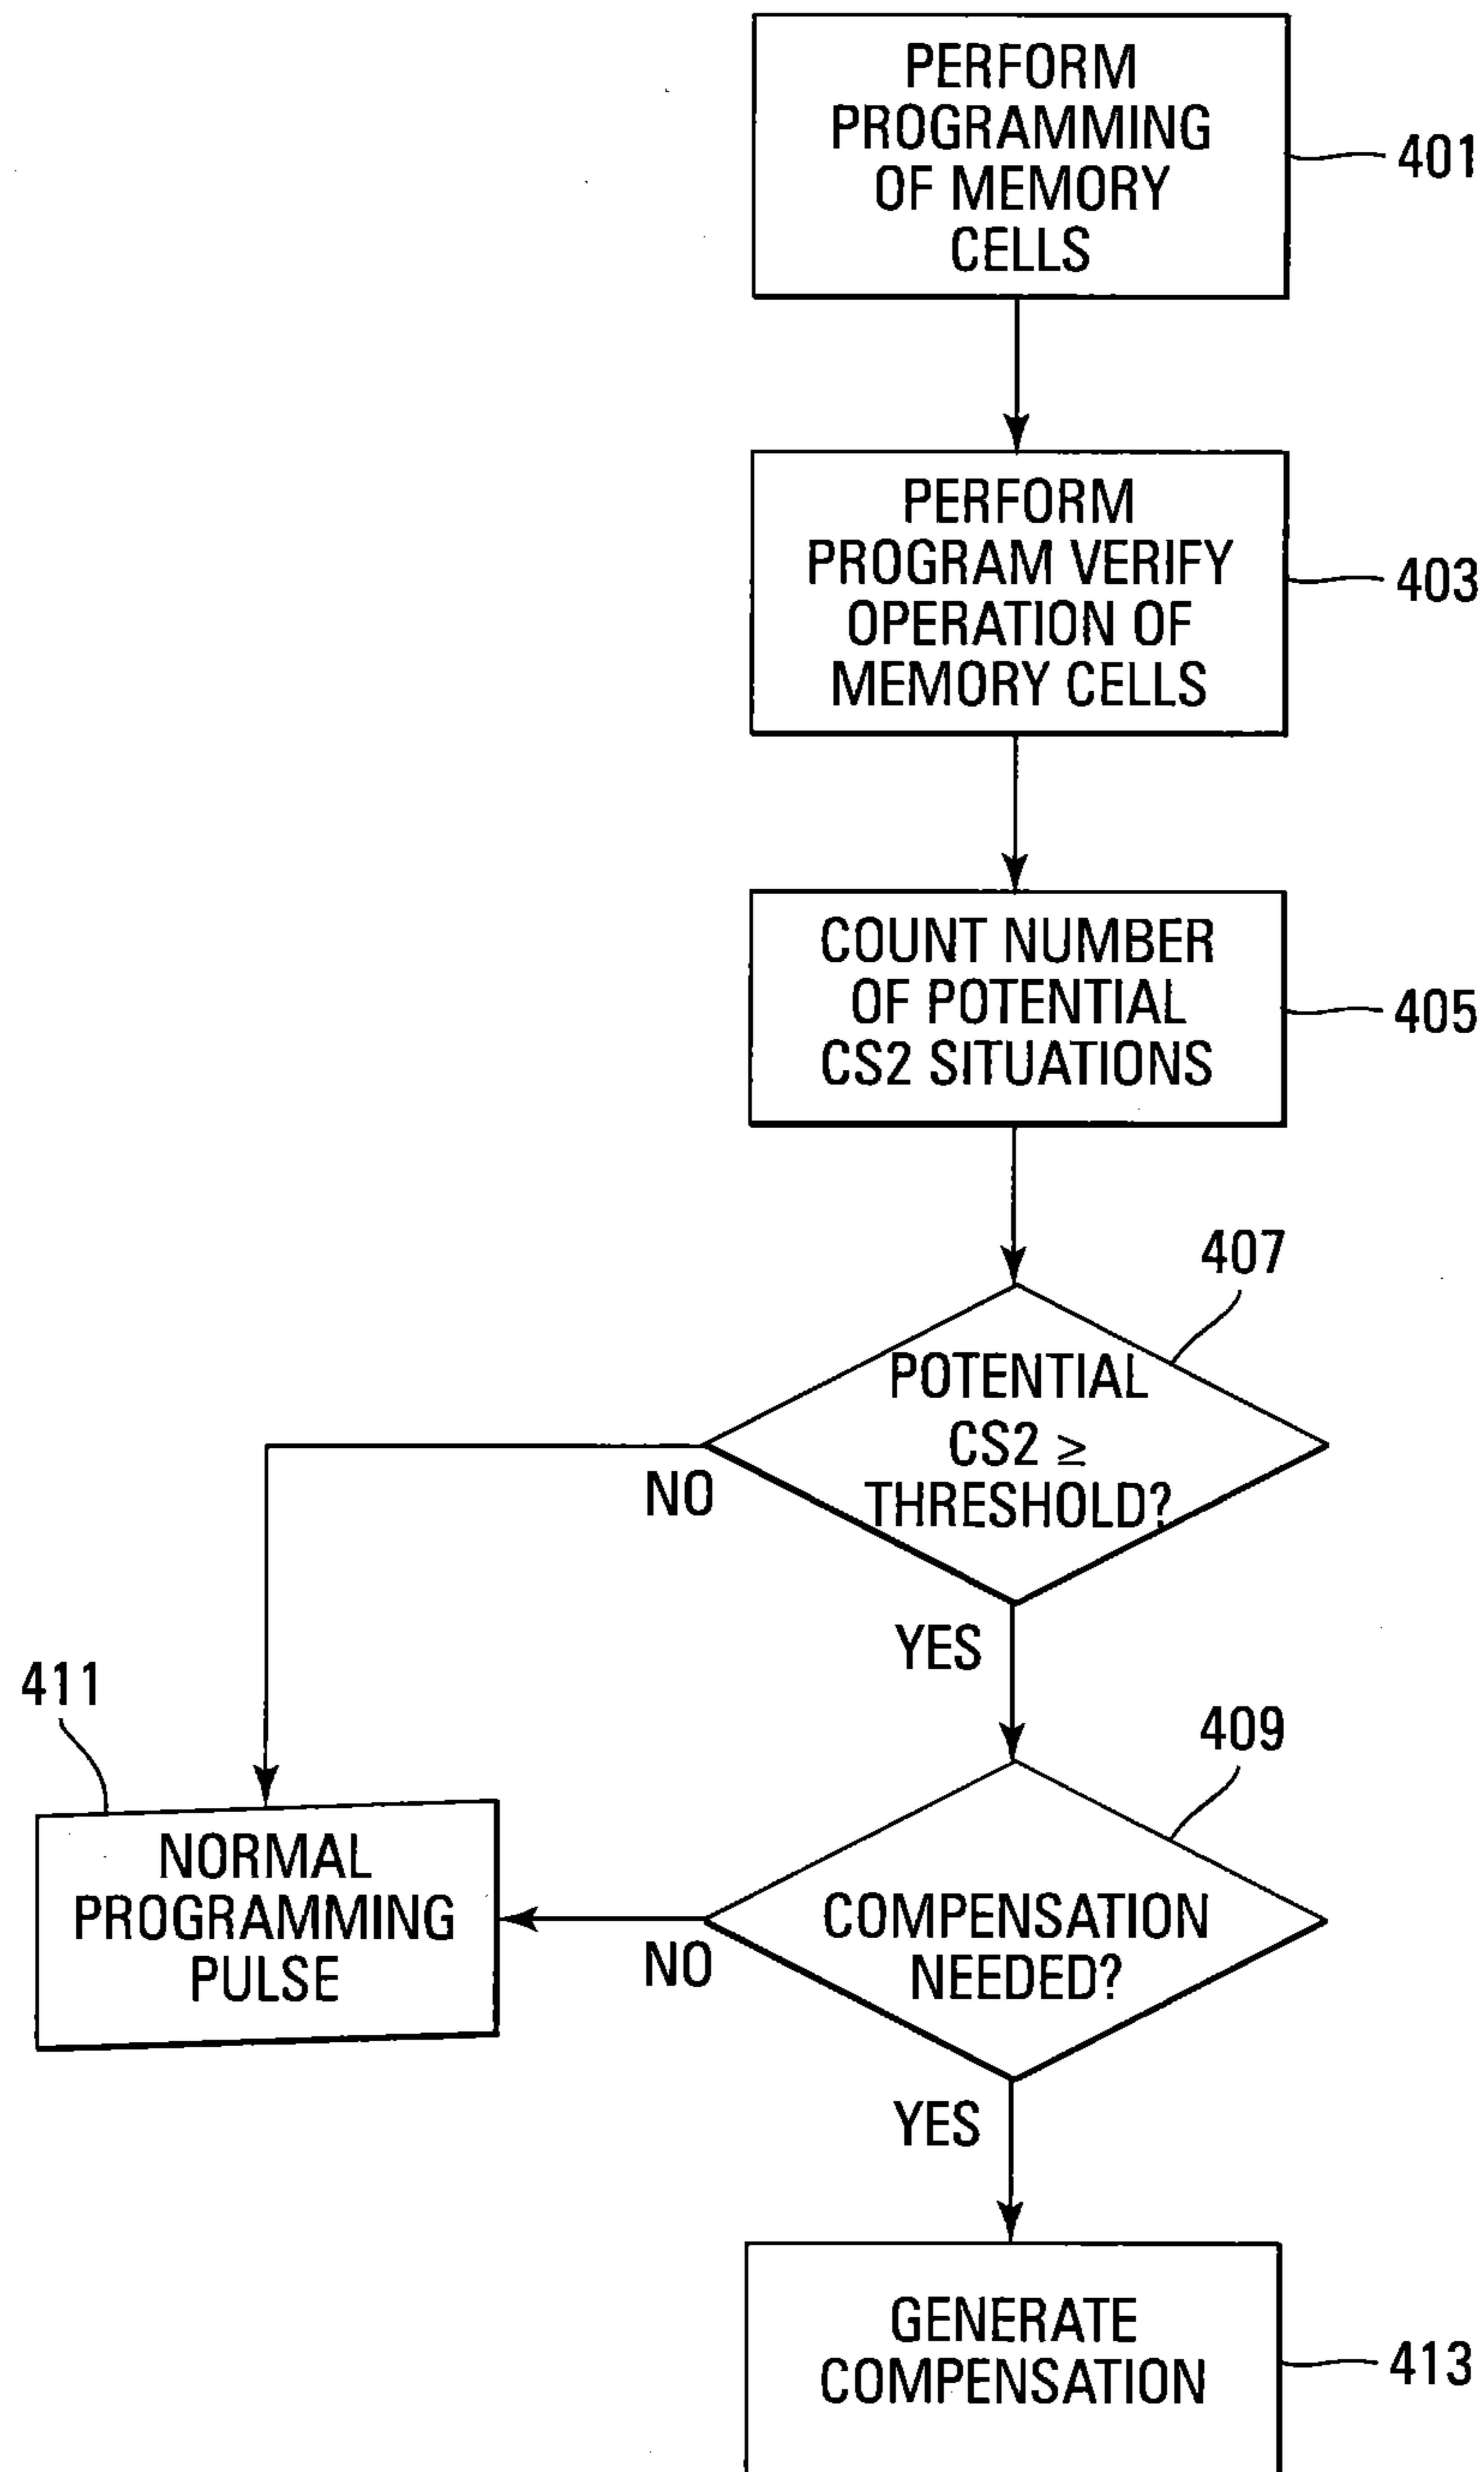 PERFORM
PROGRAMMING
OF MEMORY
CELLS
401
PERFORM
PROGRAM VERIFY
OPERATION OF
MEMORY CELLS
403
COUNT NUMBER
OF POTENTIAL
CS2 SITUATIONS
405
407
POTENTIAL
CS2 ≥
THRESHOLD?
NO
YES
411
409
NORMAL
PROGRAMMING
PULSE
COMPENSATION
NEEDED?
NO
YES
GENERATE
COMPENSATION
413